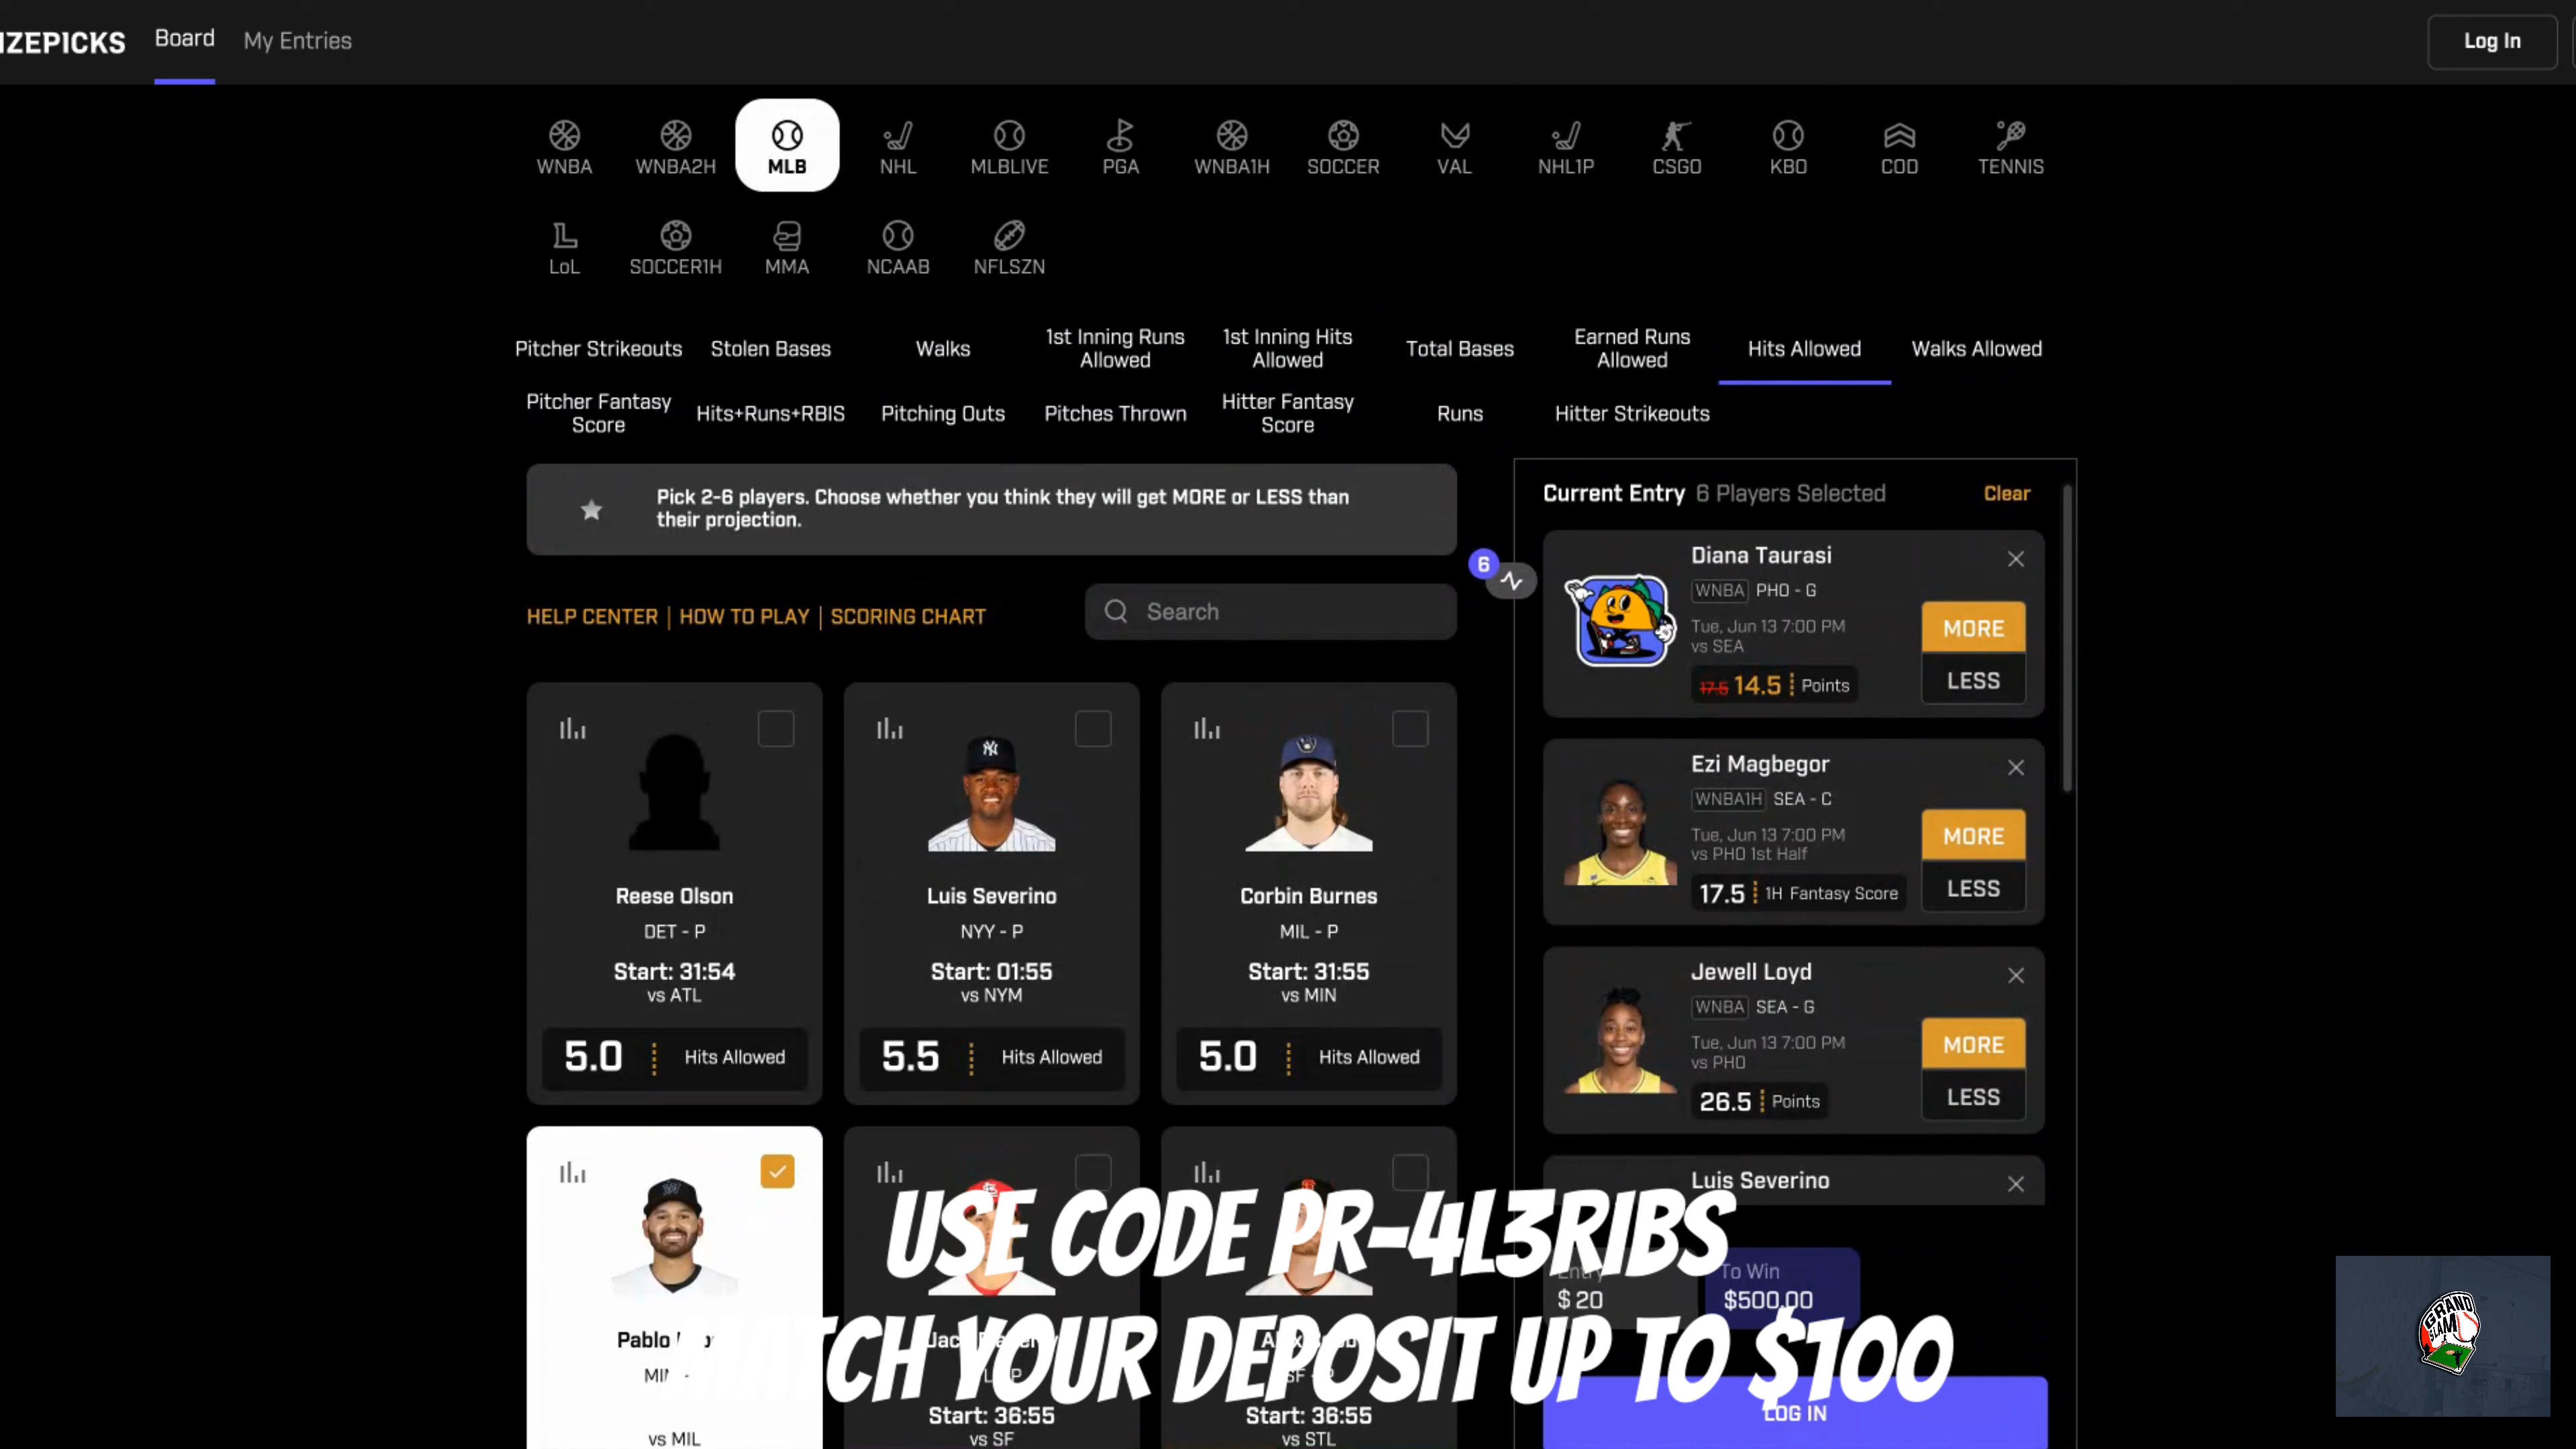 IZEPICKS Board My Entries Log In
WNBA WNBA2H MLB NHL MLBLIVE PGA WNBA1H SOCCER VAL NHL1P CSGO KBO COD TENNIS
LoL SOCCER1H MMA NCAAB NFLSZN
Pitcher Strikeouts Stolen Bases Walks 1st Inning Runs Allowed 1st Inning Hits Allowed Total Bases Earned Runs Allowed Hits Allowed Walks Allowed
Pitcher Fantasy Score Hits+Runs+RBIS Pitching Outs Pitches Thrown Hitter Fantasy Score Runs Hitter Strikeouts
Pick 2-6 players. Choose whether you think they will get MORE or LESS than
their projection.
HELP CENTER | HOW TO PLAY | SCORING CHART
Search
Reese Olson
DET - P
Start: 31:54
vs ATL
5.0 Hits Allowed
Luis Severino
NYY - P
Start: 01:55
vs NYM
5.5 Hits Allowed
Corbin Burnes
MIL - P
Start: 31:55
vs MIN
5.0 Hits Allowed
Pablo
vs MIL
Start: 36:55
vs SF
Start: 36:55
vs STL
Current Entry 6 Players Selected Clear
6
Diana Taurasi
WNBA PHO - G
Tue, Jun 13 7:00 PM
vs SEA
17.5 14.5 Points
MORE
LESS
Ezi Magbegor
WNBA1H SEA - C
Tue, Jun 13 7:00 PM
vs PHO 1st Half
17.5 1H Fantasy Score
MORE
LESS
Jewell Loyd
WNBA SEA - G
Tue, Jun 13 7:00 PM
vs PHO
26.5 Points
MORE
LESS
Luis Severino
Entry
$ 20
To Win
$500.00
LOG IN
USE CODE PR-4L3RIBS
MATCH YOUR DEPOSIT UP TO $100
GRAND
SLAM